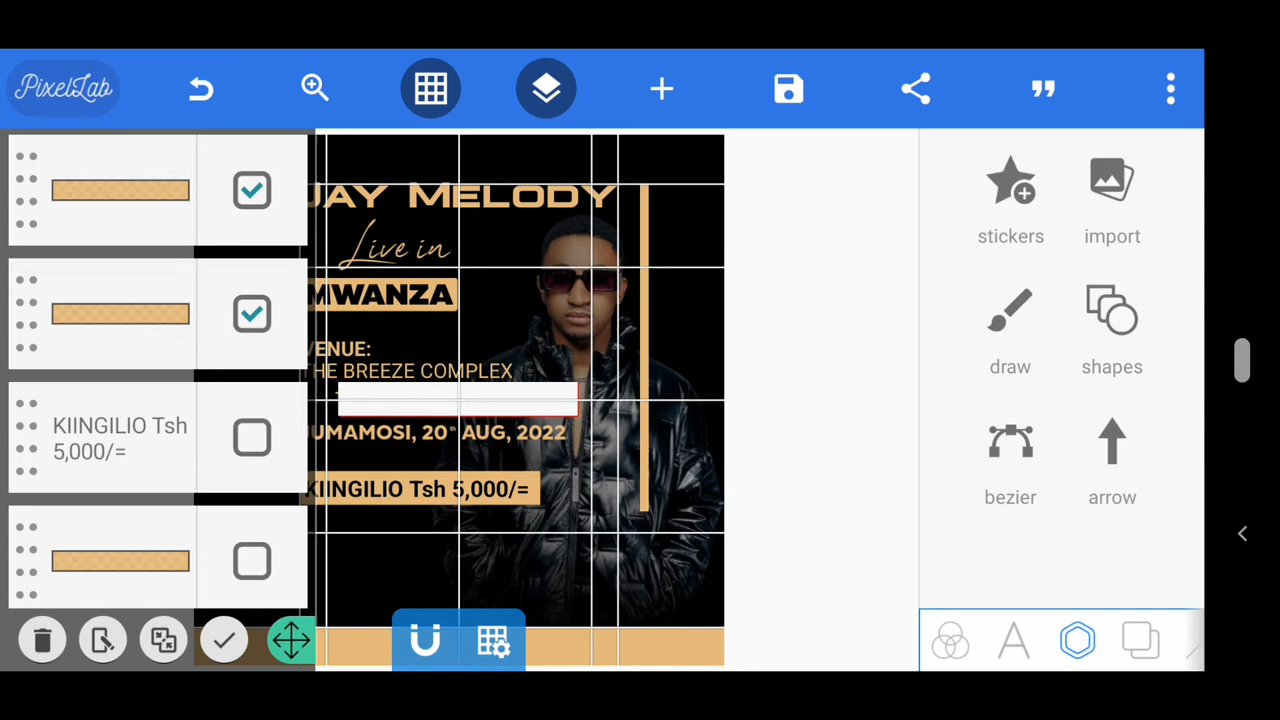 PixelLab
JAY MELODY
Live in
MWANZA
VENUE:
THE BREEZE COMPLEX
JUMAMOSI, 20TH AUG, 2022
KIINGILIO Tsh 5,000/=
KIINGILIO Tsh
5,000/=
stickers
import
draw
shapes
bezier
arrow